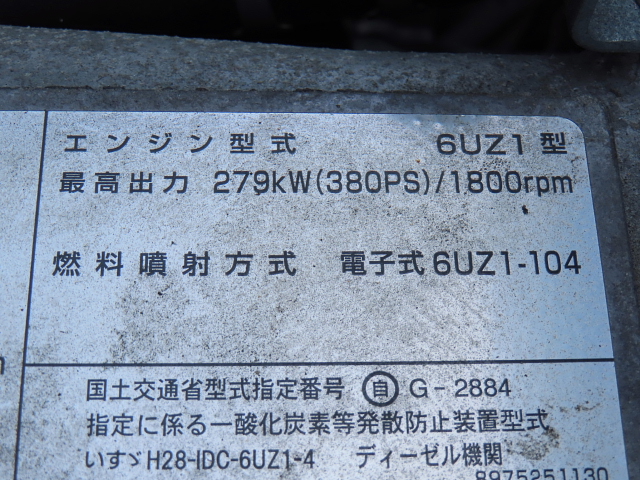 エンジン型式 6UZ1型
最高出力 279kW(380PS)/1800rpm
燃料噴射方式 電子式6UZ1-104
国土交通省型式指定番号 自 G-2884
指定に係る一酸化炭素等発散防止装置型式
いすゞH28-IDC-6UZ1-4 ディーゼル機関
8975251130